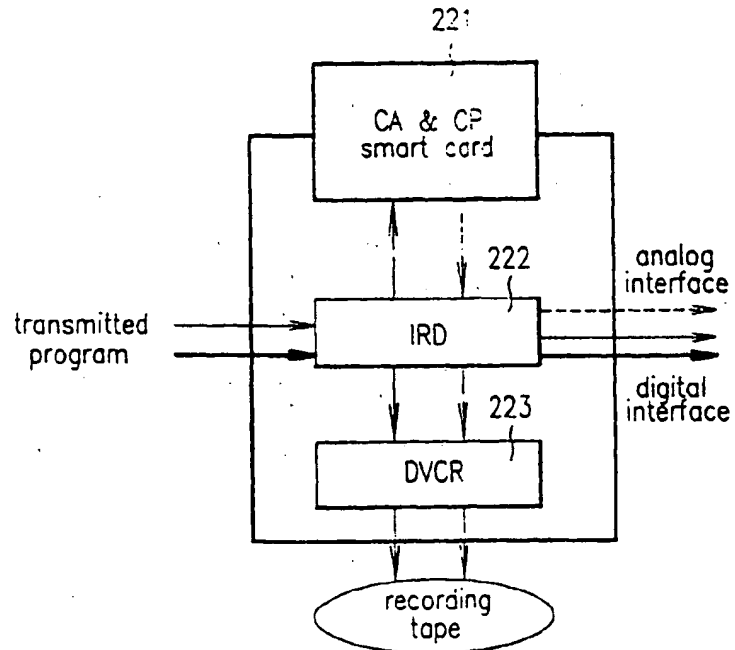 221
CA & CP
smart card
222
analog
interface
transmitted
program
IRD
digital
interface
223
DVCR
recording
tape